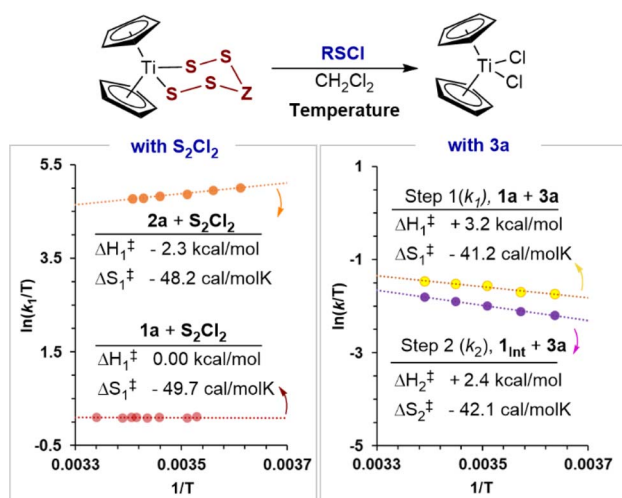 Ti
S
S
S
S
Z
RSCl
CH₂Cl₂
Temperature
Ti
Cl
Cl
with S₂Cl₂
5.5
3.5
1.5
-0.5
ln(k₁/T)
2a + S₂Cl₂
ΔH₁‡ - 2.3 kcal/mol
ΔS₁‡ - 48.2 cal/molK
1a + S₂Cl₂
ΔH₁‡ 0.00 kcal/mol
ΔS₁‡ - 49.7 cal/molK
0.0033 0.0035 0.0037
1/T
with 3a
1
-1
-3
-5
ln(k/T)
Step 1(k₁), 1a + 3a
ΔH₁‡ + 3.2 kcal/mol
ΔS₁‡ - 41.2 cal/molK
Step 2 (k₂), 1Int + 3a
ΔH₂‡ + 2.4 kcal/mol
ΔS₂‡ - 42.1 cal/molK
0.0033 0.0035 0.0037
1/T